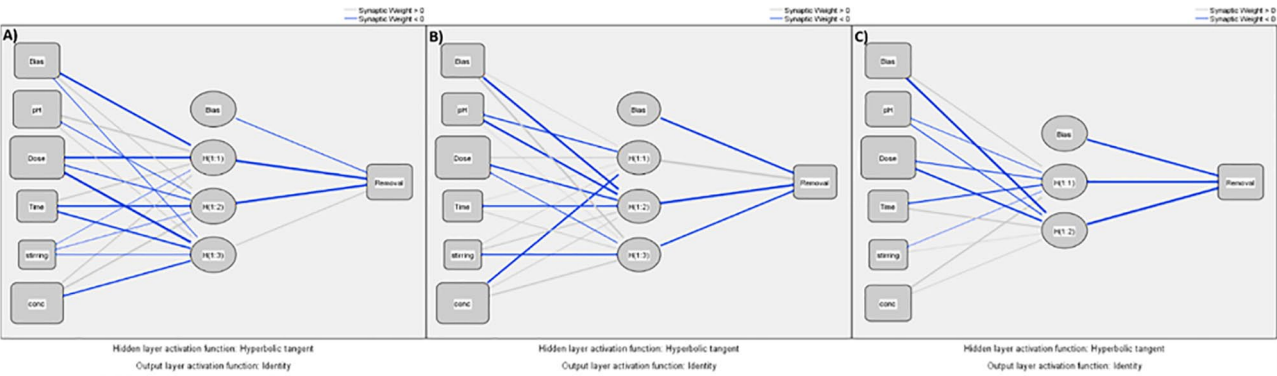 Synaptic Weight > 0
Synaptic Weight < 0
A)
Bias
pH
Dose
Time
stirring
conc
Bias
H(1:1)
H(1:2)
H(1:3)
Removal
Hidden layer activation function: Hyperbolic tangent
Output layer activation function: Identity
Synaptic Weight > 0
Synaptic Weight < 0
B)
Bias
pH
Dose
Time
stirring
conc
Bias
H(1:1)
H(1:2)
H(1:3)
Removal
Hidden layer activation function: Hyperbolic tangent
Output layer activation function: Identity
Synaptic Weight > 0
Synaptic Weight < 0
C)
Bias
pH
Dose
Time
stirring
conc
Bias
H(1:1)
H(1:2)
Removal
Hidden layer activation function: Hyperbolic tangent
Output layer activation function: Identity